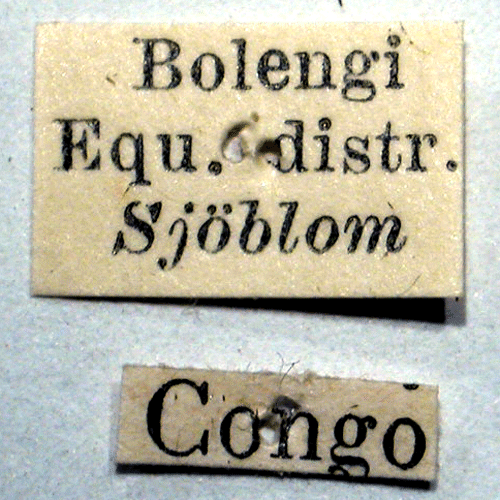 Bolengi
Equ. distr.
Sjöblom
Congo